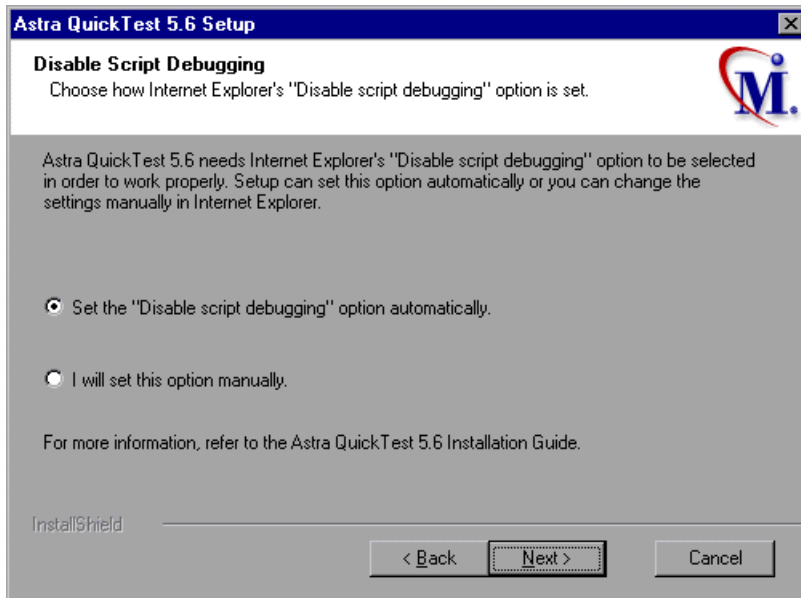 Astra QuickTest 5.6 Setup
Disable Script Debugging
Choose how Internet Explorer's "Disable script debugging" option is set.
M.
Astra QuickTest 5.6 needs Internet Explorer's "Disable script debugging" option to be selected
in order to work properly. Setup can set this option automatically or you can change the
settings manually in Internet Explorer.
Set the "Disable script debugging" option automatically.
I will set this option manually.
For more information, refer to the Astra QuickTest 5.6 Installation Guide.
InstallShield
< Back
Next >
Cancel